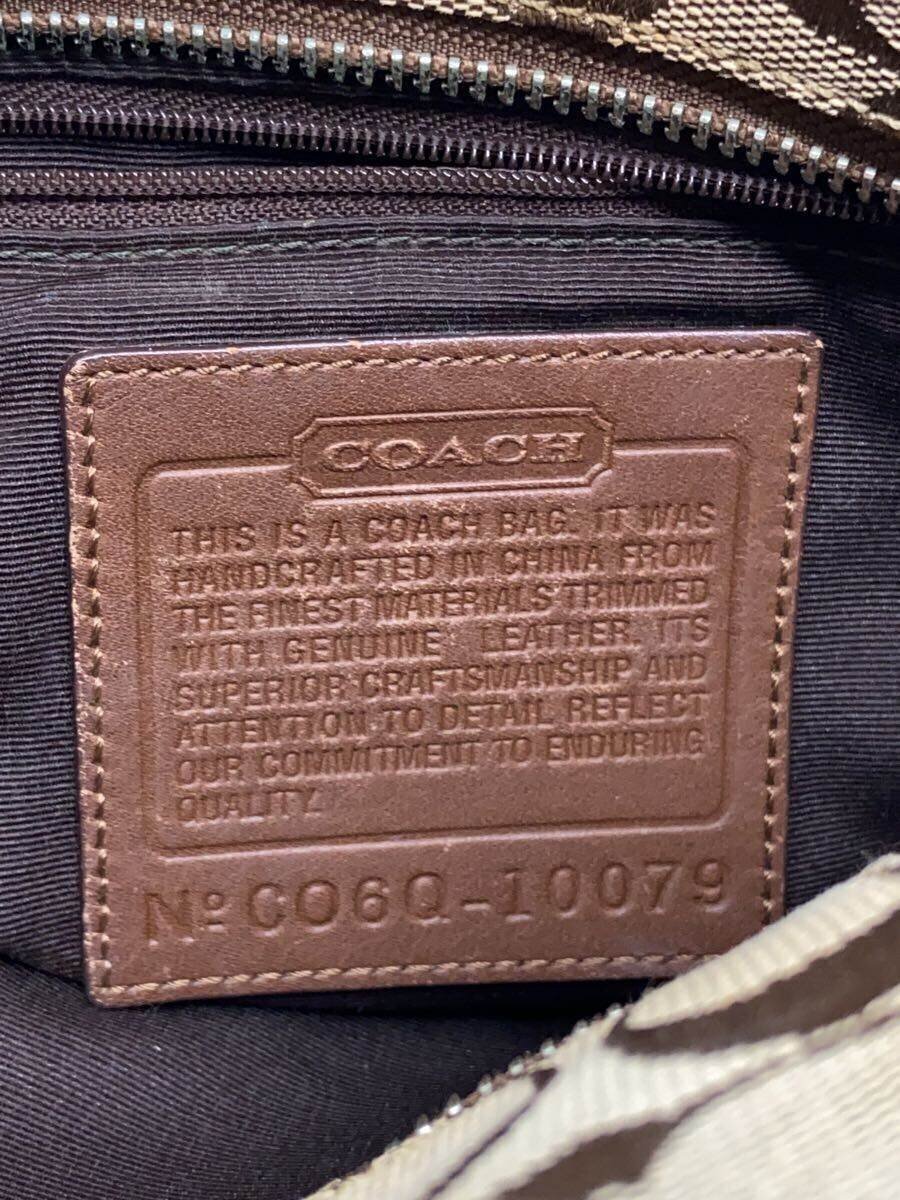 COACH
THIS IS A COACH BAG. IT WAS
HANDCRAFTED IN CHINA FROM
THE FINEST MATERIALS TRIMMED
WITH GENUINE LEATHER. ITS
SUPERIOR CRAFTSMANSHIP AND
ATTENTION TO DETAIL REFLECT
OUR COMMITMENT TO ENDURING
QUALITY.
Nº CO6Q-10079